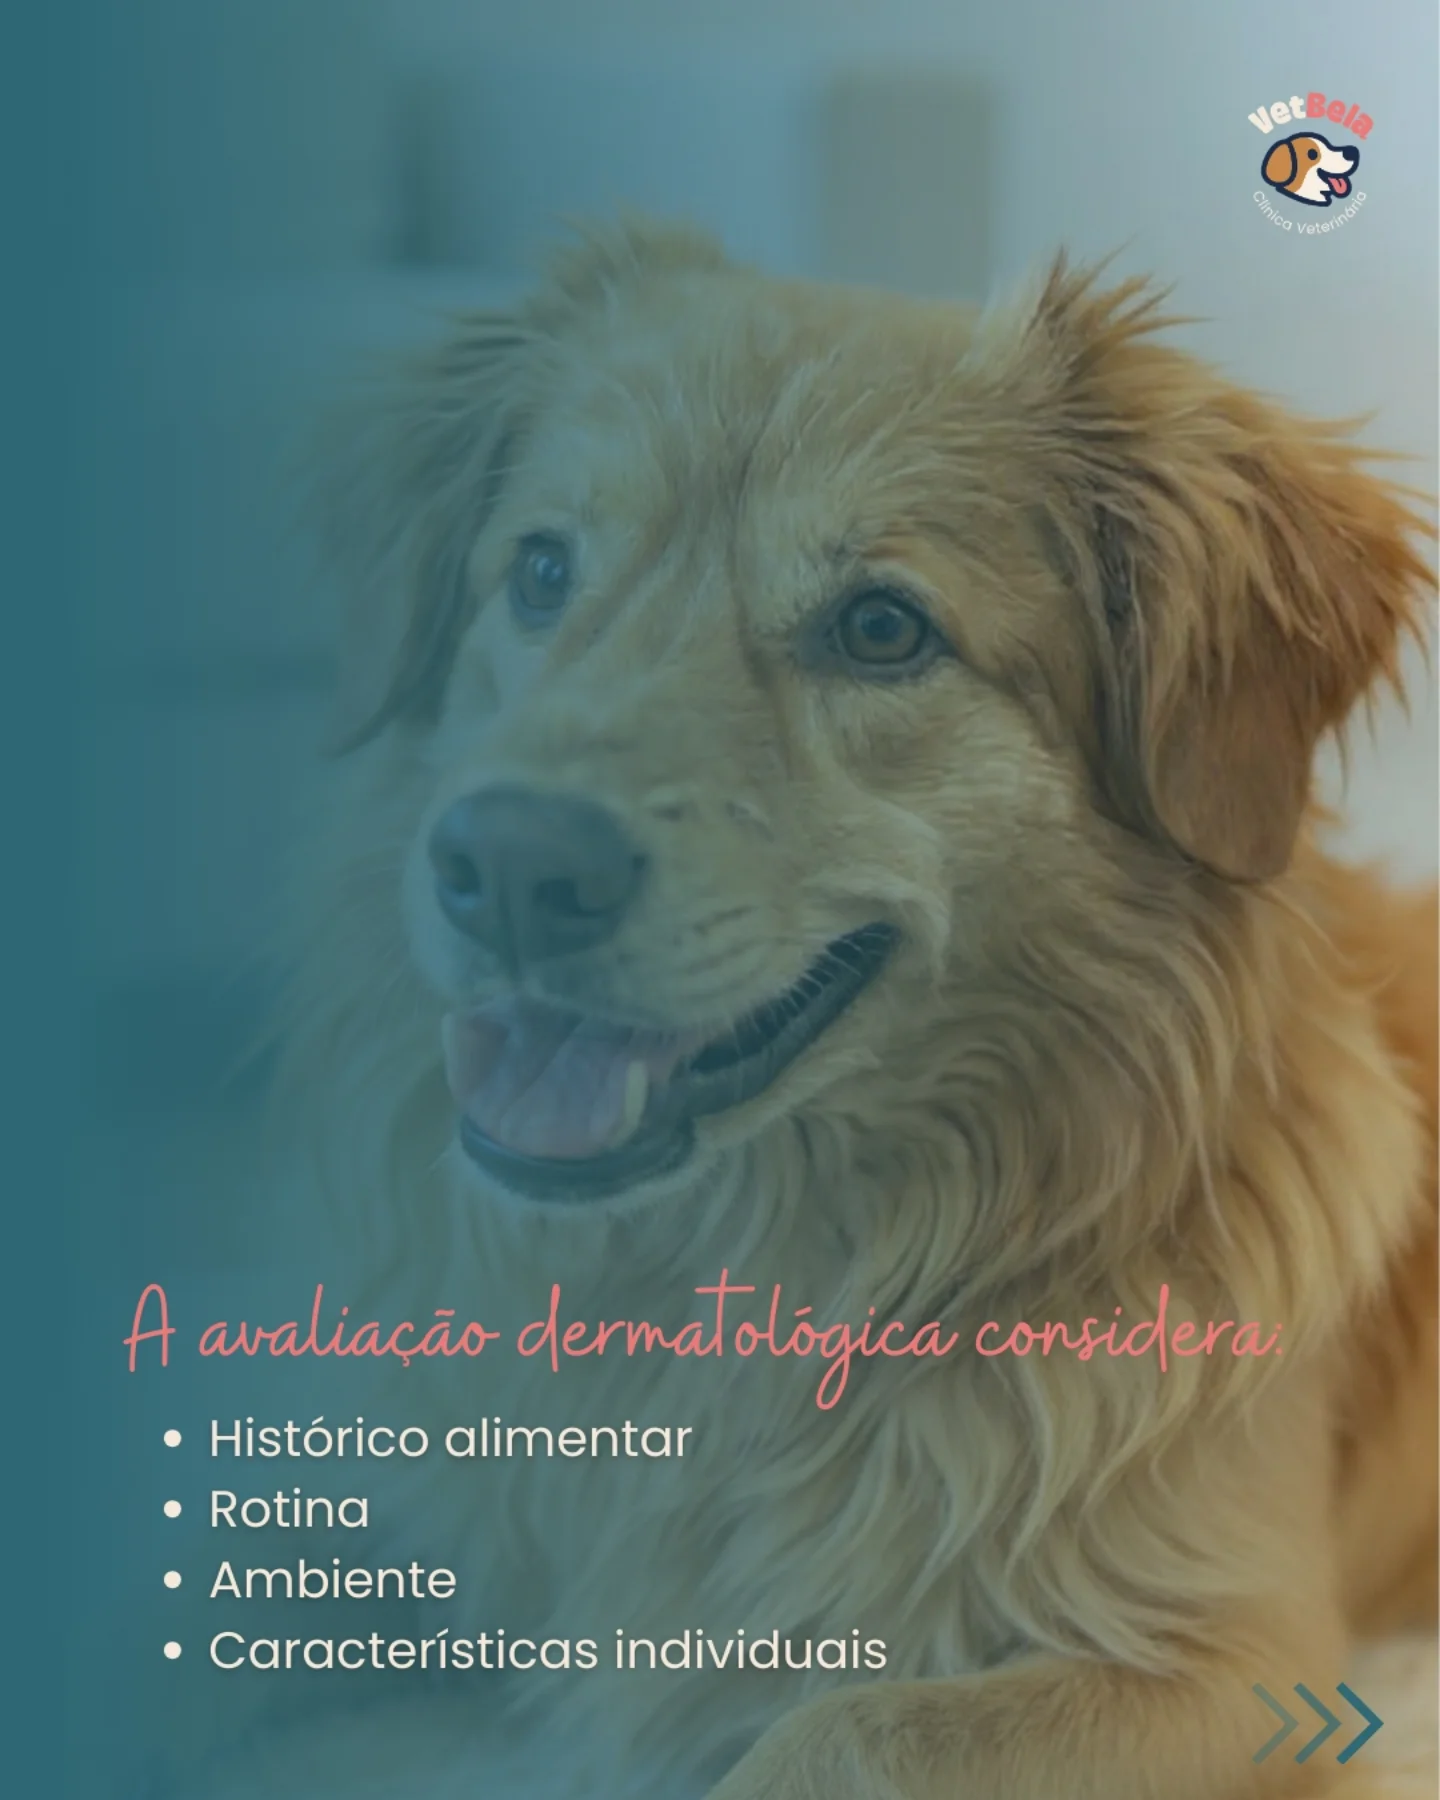 VetBela
Clínica Veterinária
A avaliação dermatológica considera:
• Histórico alimentar
• Rotina
• Ambiente
• Características individuais